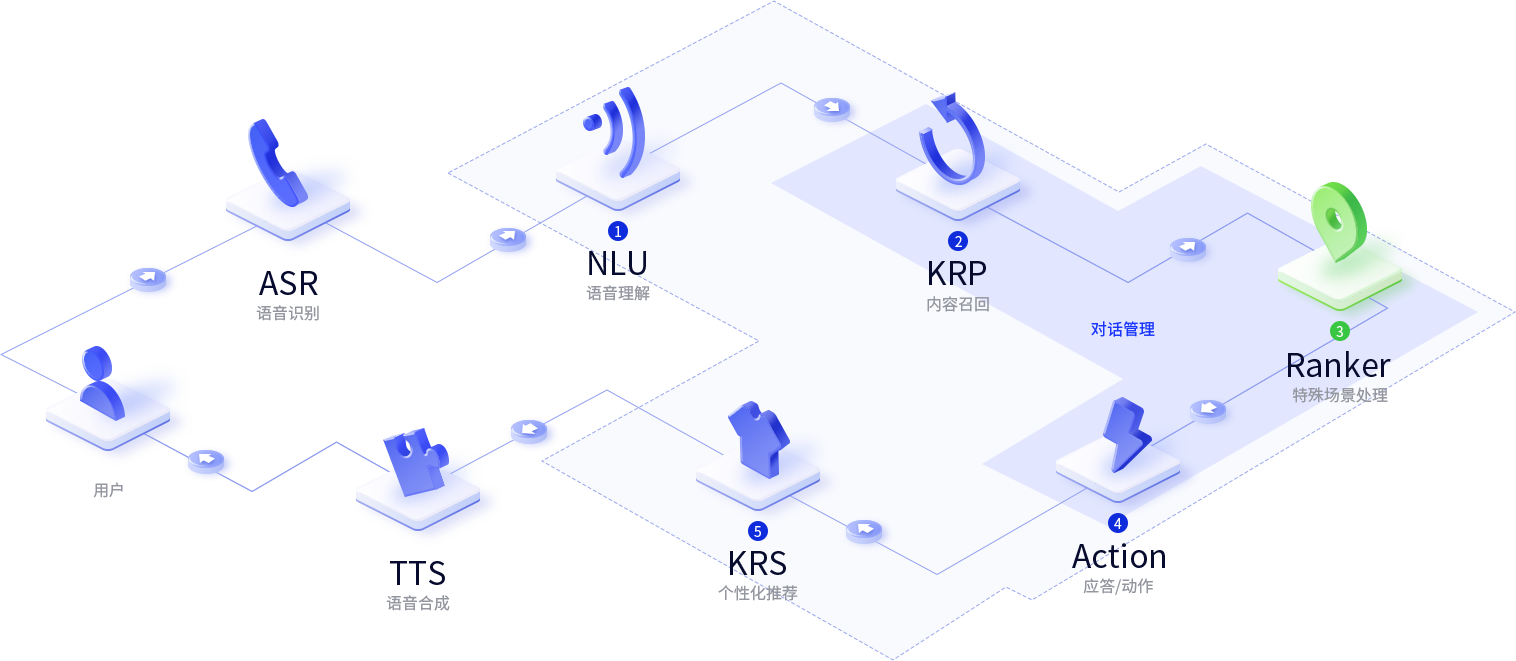 ASR
语音识别
1
NLU
语音理解
2
KRP
内容召回
对话管理
3
Ranker
特殊场景处理
4
Action
应答/动作
5
KRS
个性化推荐
TTS
语音合成
用户